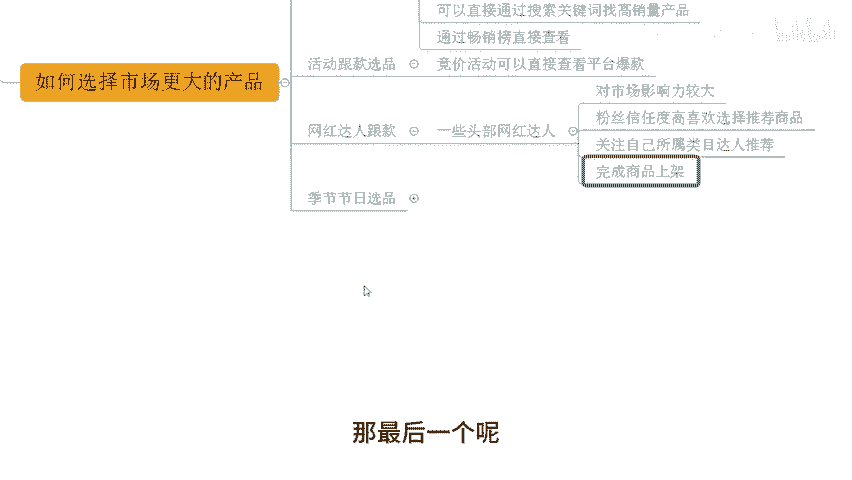 可以直接通过搜索关键词找高销量产品
通过畅销榜直接查看
活动跟款选品
竞价活动可以直接查看平台爆款
如何选择市场更大的产品
对市场影响力较大
粉丝信任度高喜欢选择推荐商品
网红达人跟款
一些头部网红达人
关注自己所属类目达人推荐
完成商品上架
季节节日选品
那最后一个呢